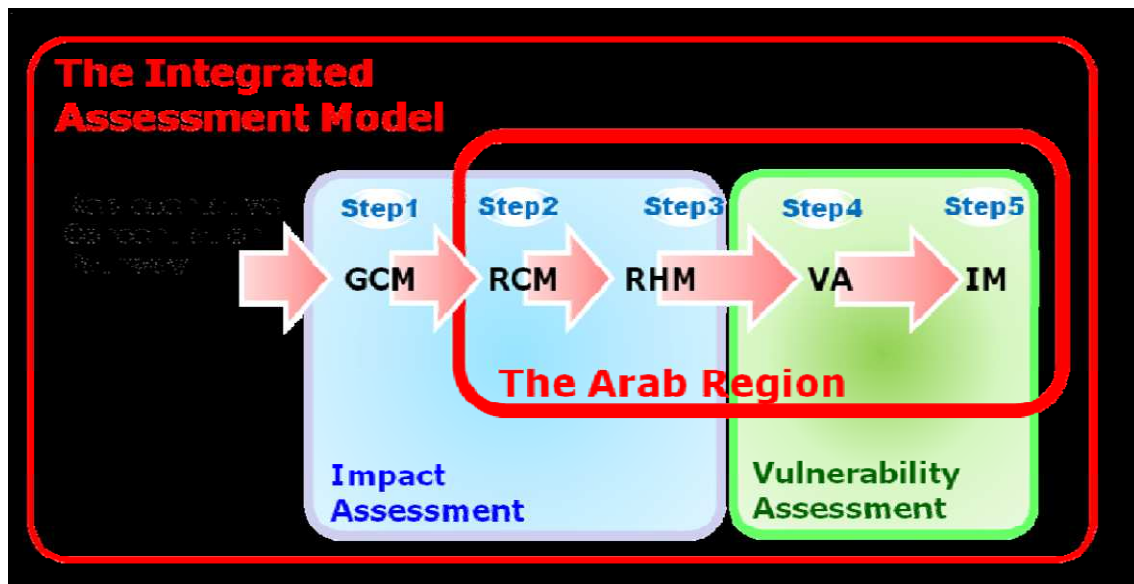 The Integrated
Assessment Model
Step1 Step2 Step3 Step4 Step5
GCM RCM RHM VA IM
The Arab Region
Impact
Assessment
Vulnerability
Assessment